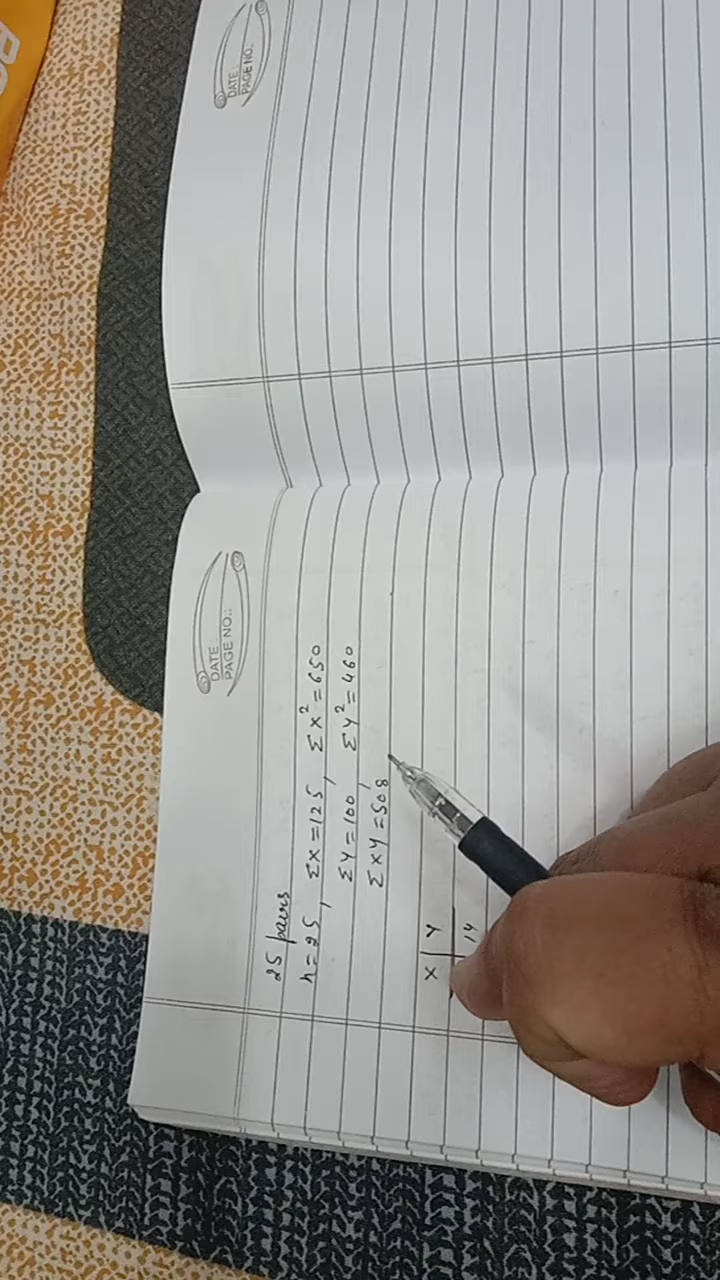 DATE :
PAGE NO.:
25 pairs
n=25, Σx=125, Σx²=650
Σy=100, Σy²=460
Σxy=508
x y
14
DATE :
PAGE NO.: